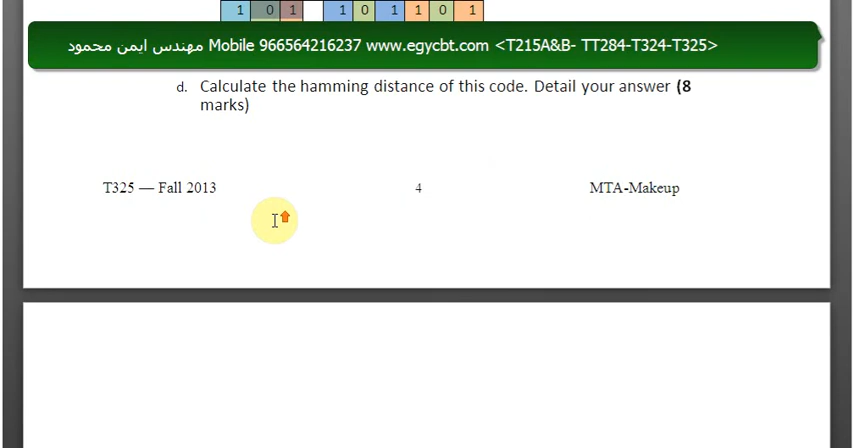 1 0 1 1 0 1 1 0 1
مهندس ايمن محمود Mobile 966564216237 www.egycbt.com <T215A&B- TT284-T324-T325>
d. Calculate the hamming distance of this code. Detail your answer (8
marks)
T325 — Fall 2013 4 MTA-Makeup